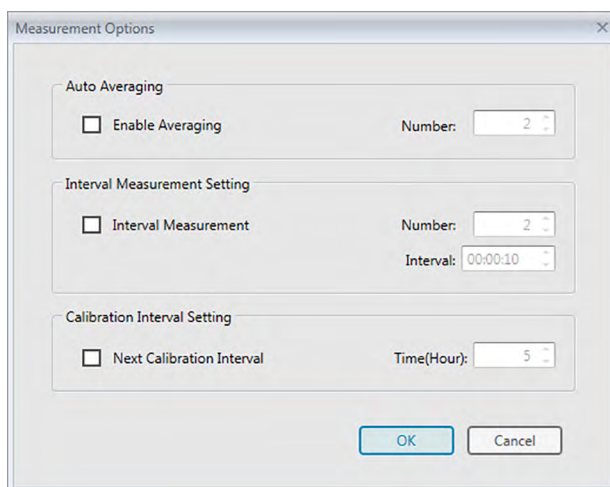 Measurement Options
Auto Averaging
Enable Averaging Number: 2
Interval Measurement Setting
Interval Measurement Number: 2
Interval: 00:00:10
Calibration Interval Setting
Next Calibration Interval Time(Hour): 5
OK Cancel